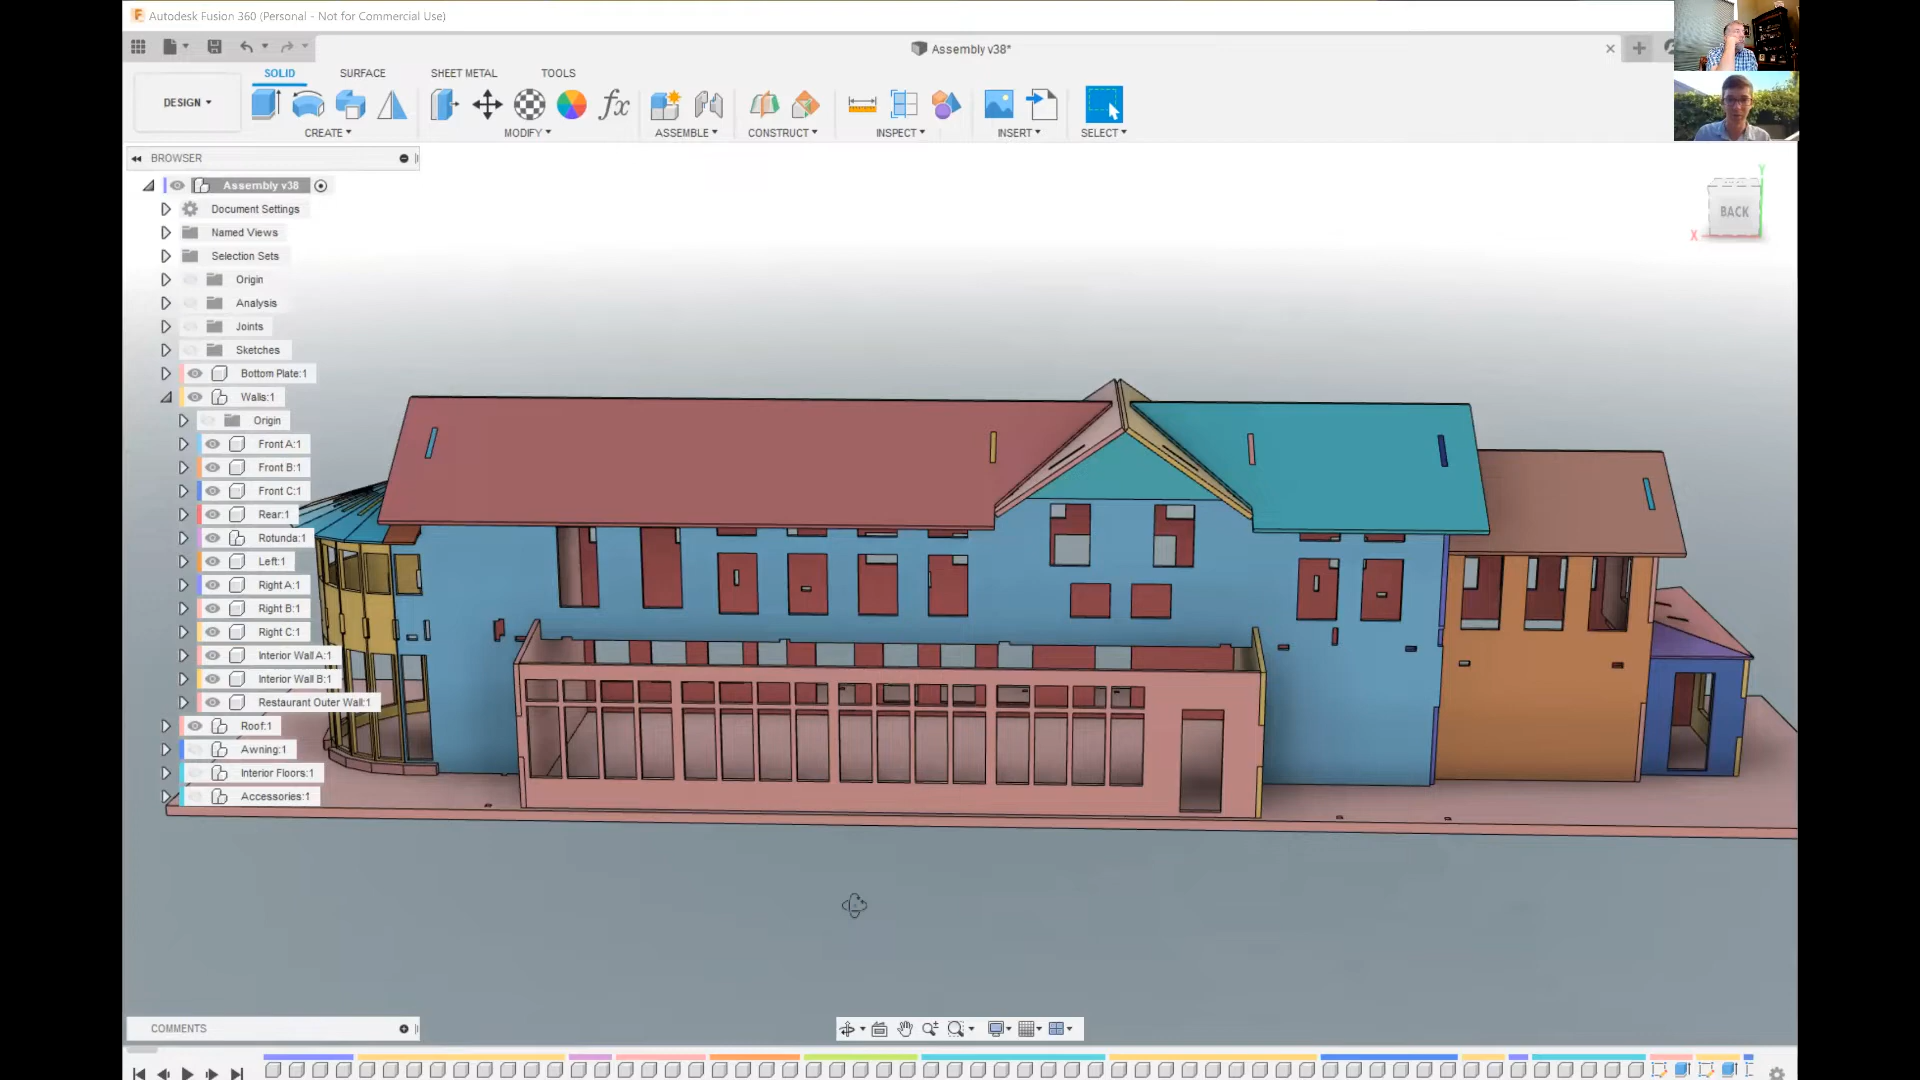 Autodesk Fusion 360 (Personal - Not for Commercial Use)
Assembly v38*
SOLID
SURFACE
SHEET METAL
TOOLS
DESIGN
CREATE
MODIFY
ASSEMBLE
CONSTRUCT
INSPECT
INSERT
SELECT
BROWSER
Assembly v38
Document Settings
Named Views
Selection Sets
Origin
Analysis
Joints
Sketches
Bottom Plate:1
Walls:1
Origin
Front A:1
Front B:1
Front C:1
Rear:1
Rotunda:1
Left:1
Right A:1
Right B:1
Right C:1
Interior Wall A:1
Interior Wall B:1
Restaurant Outer Wall:1
Roof:1
Awning:1
Interior Floors:1
Accessories:1
Y
BACK
X
COMMENTS